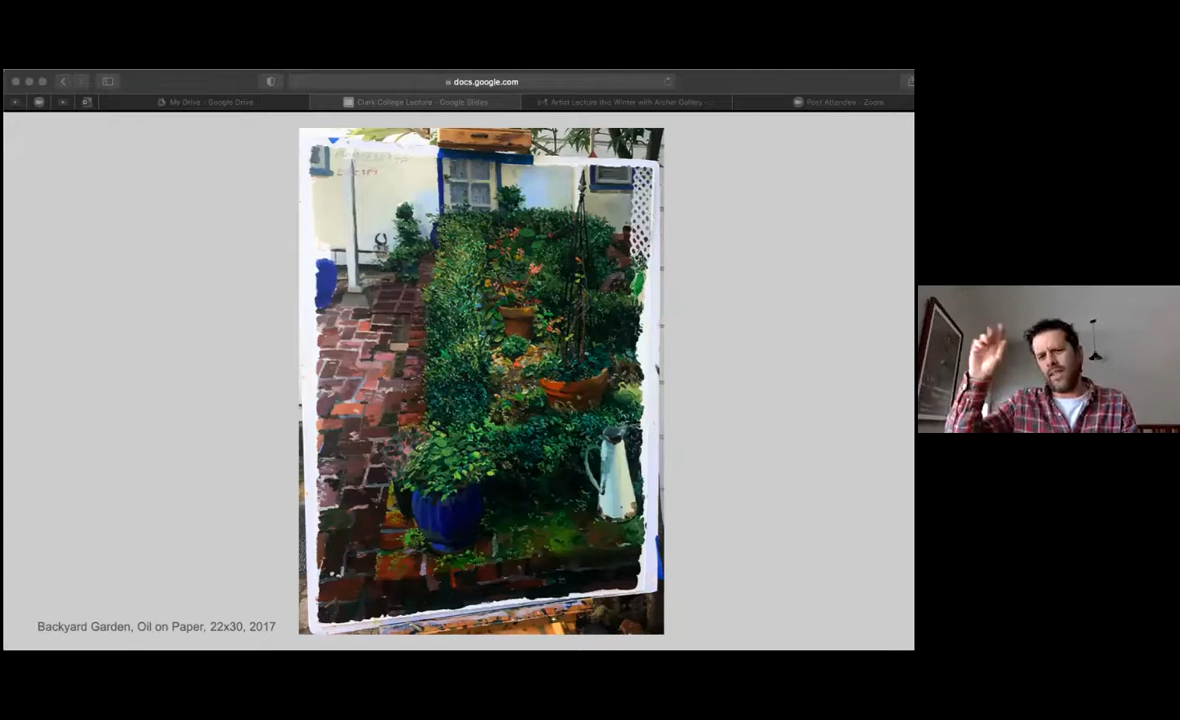 docs.google.com
My Drive - Google Drive
Clark College Lecture - Google Slides
Artist Lecture this Winter with Archer Gallery -...
Post Attendee - Zoom
Backyard Garden, Oil on Paper, 22x30, 2017